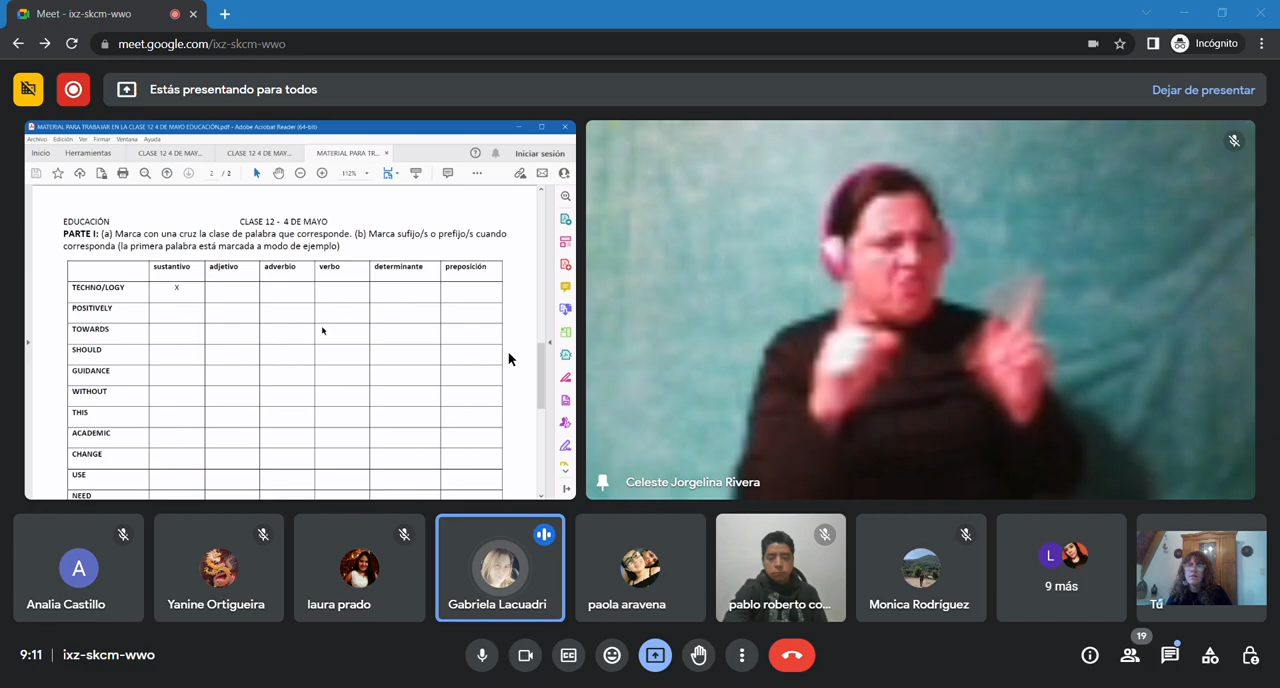 Meet - ixz-skcm-wwo
meet.google.com/ixz-skcm-wwo
Incógnito
Estás presentando para todos
Dejar de presentar
MATERIAL PARA TRABAJAR EN LA CLASE 12 4 DE MAYO EDUCACIÓN.pdf - Adobe Acrobat Reader (64-bit)
Archivo Edición Ver Firmar Ventana Ayuda
Inicio Herramientas CLASE 12 4 DE MAY... CLASE 12 4 DE MAY... MATERIAL PARA TR... Iniciar sesión
2 / 2 112%
EDUCACIÓN CLASE 12 - 4 DE MAYO
PARTE I: (a) Marca con una cruz la clase de palabra que corresponde. (b) Marca sufijo/s o prefijo/s cuando
corresponda (la primera palabra está marcada a modo de ejemplo)
sustantivo adjetivo adverbio verbo determinante preposición
TECHNO/LOGY X
POSITIVELY
TOWARDS
SHOULD
GUIDANCE
WITHOUT
THIS
ACADEMIC
CHANGE
USE
NEED
Celeste Jorgelina Rivera
A
L
Analia Castillo
Yanine Ortigueira
laura prado
Gabriela Lacuadri
paola aravena
pablo roberto co...
Monica Rodríguez
9 más
Tú
9:11 ixz-skcm-wwo
19